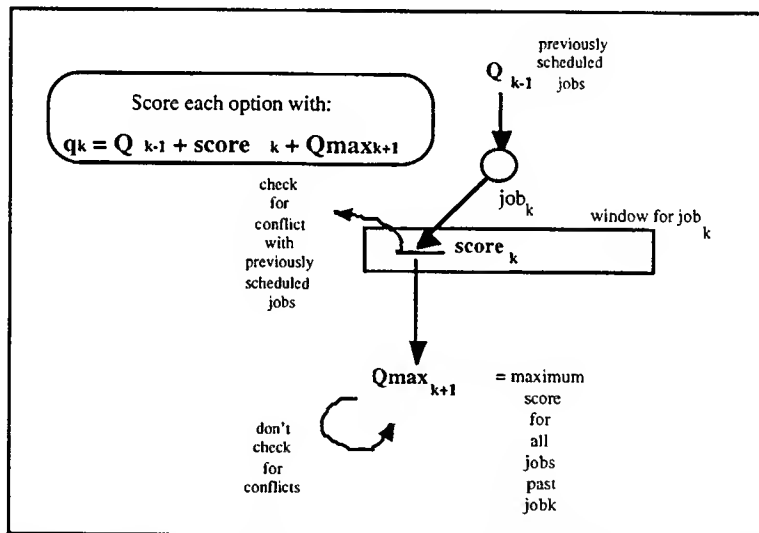 Score each option with:
qk = Q k-1 + score k + Qmaxk+1
previously
scheduled
jobs
Q k-1
job k
window for job k
check
for
conflict
with
previously
scheduled
jobs
score k
Qmax k+1
= maximum
score
for
all
jobs
past
jobk
don't
check
for
conflicts